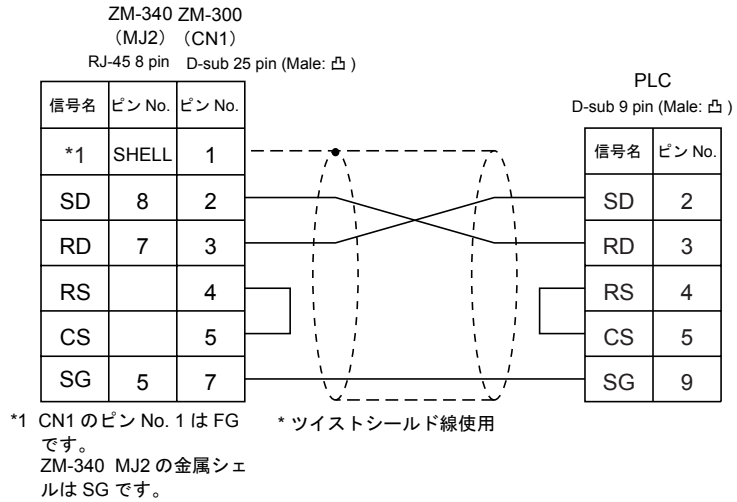 ZM-340 ZM-300
(MJ2) (CN1)
RJ-45 8 pin D-sub 25 pin (Male: 凸 )
信号名 ピン No. ピン No.
*1 SHELL 1
SD 8 2
RD 7 3
RS 4
CS 5
SG 5 7
PLC
D-sub 9 pin (Male: 凸 )
信号名 ピン No.
SD 2
RD 3
RS 4
CS 5
SG 9
*1 CN1 のピン No. 1 は FG
です。
ZM-340 MJ2 の金属シェ
ルは SG です。
* ツイストシールド線使用